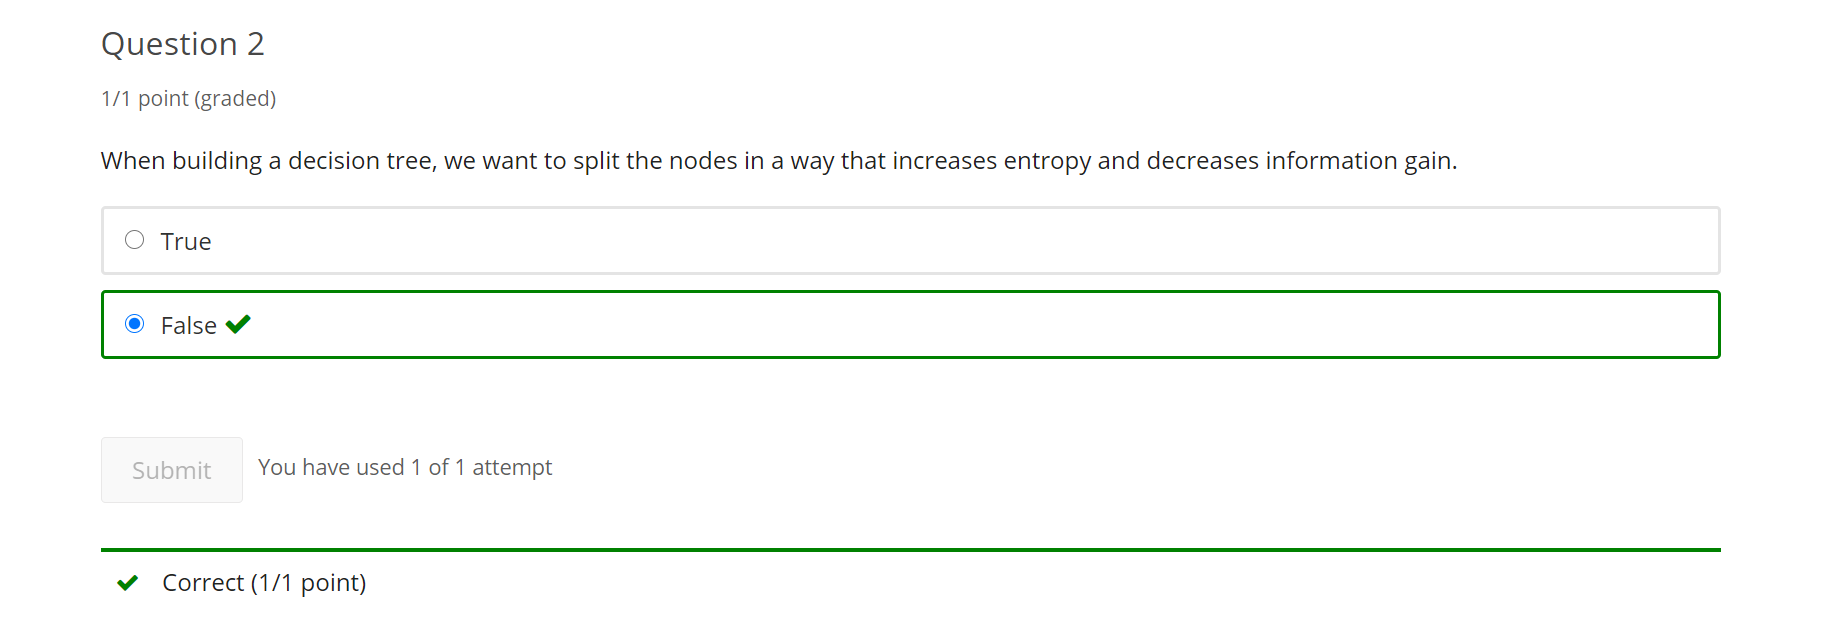 Question 2
1/1 point (graded)
When building a decision tree, we want to split the nodes in a way that increases entropy and decreases information gain.
True
False
Submit
You have used 1 of 1 attempt
Correct (1/1 point)